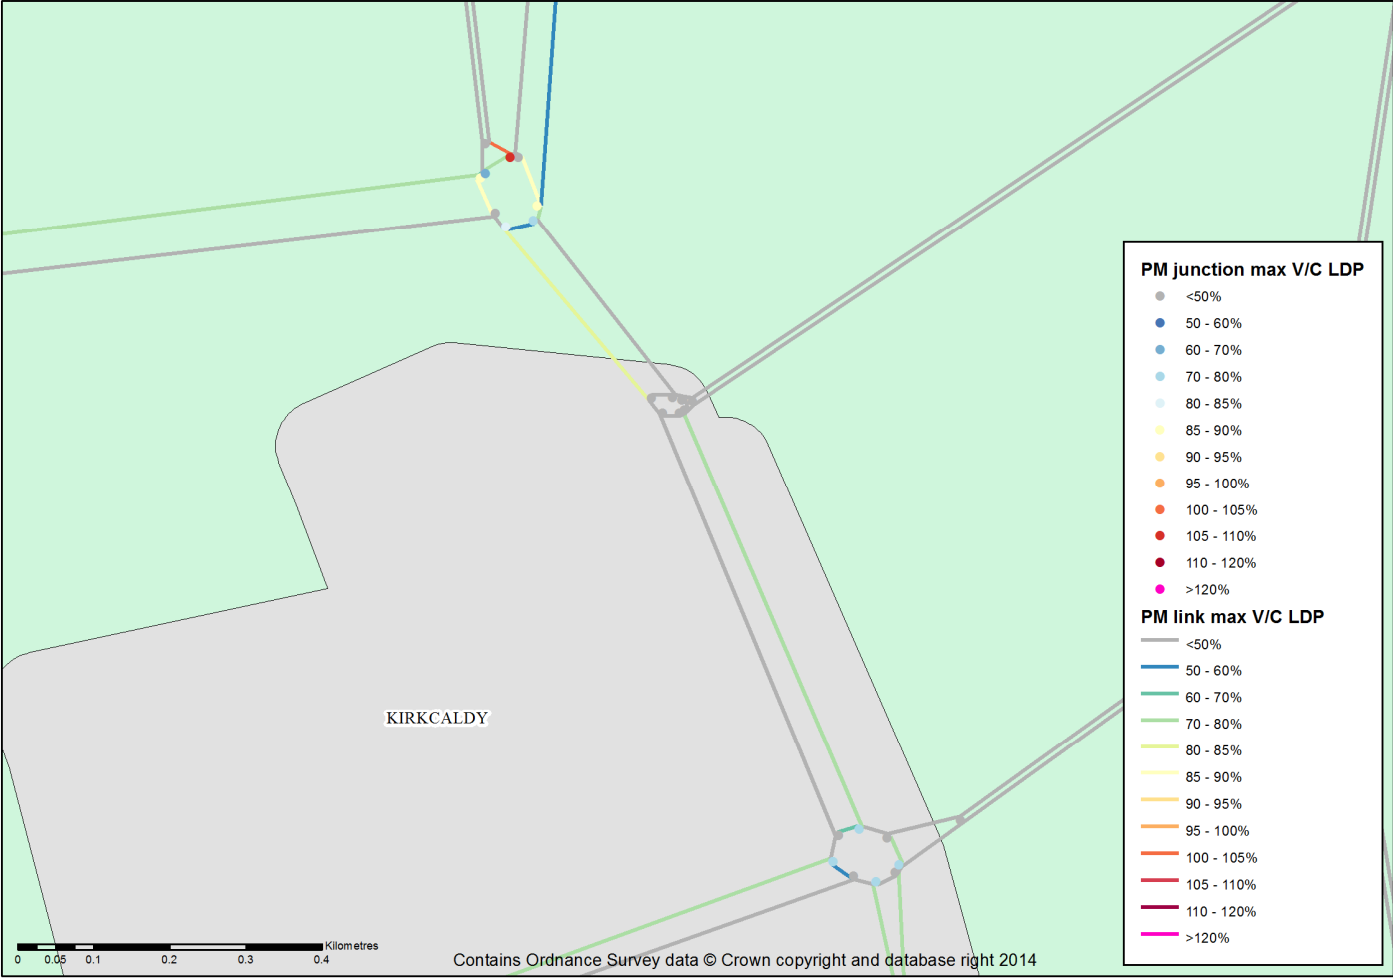 PM junction max V/C LDP
<50%
50 - 60%
60 - 70%
70 - 80%
80 - 85%
85 - 90%
90 - 95%
95 - 100%
100 - 105%
105 - 110%
110 - 120%
>120%
PM link max V/C LDP
<50%
50 - 60%
60 - 70%
70 - 80%
80 - 85%
85 - 90%
90 - 95%
95 - 100%
100 - 105%
105 - 110%
110 - 120%
>120%
KIRKCALDY
Kilometres
0 0.05 0.1 0.2 0.3 0.4
Contains Ordnance Survey data © Crown copyright and database right 2014